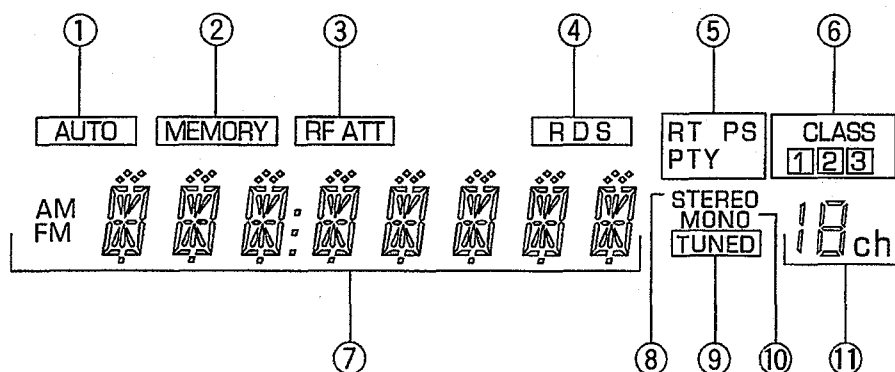 ① ② ③ ④ ⑤ ⑥
AUTO MEMORY RF ATT RDS RT PS CLASS
PTY 1 2 3
AM STEREO
FM MONO 18ch
TUNED
⑦ ⑧ ⑨ ⑩ ⑪